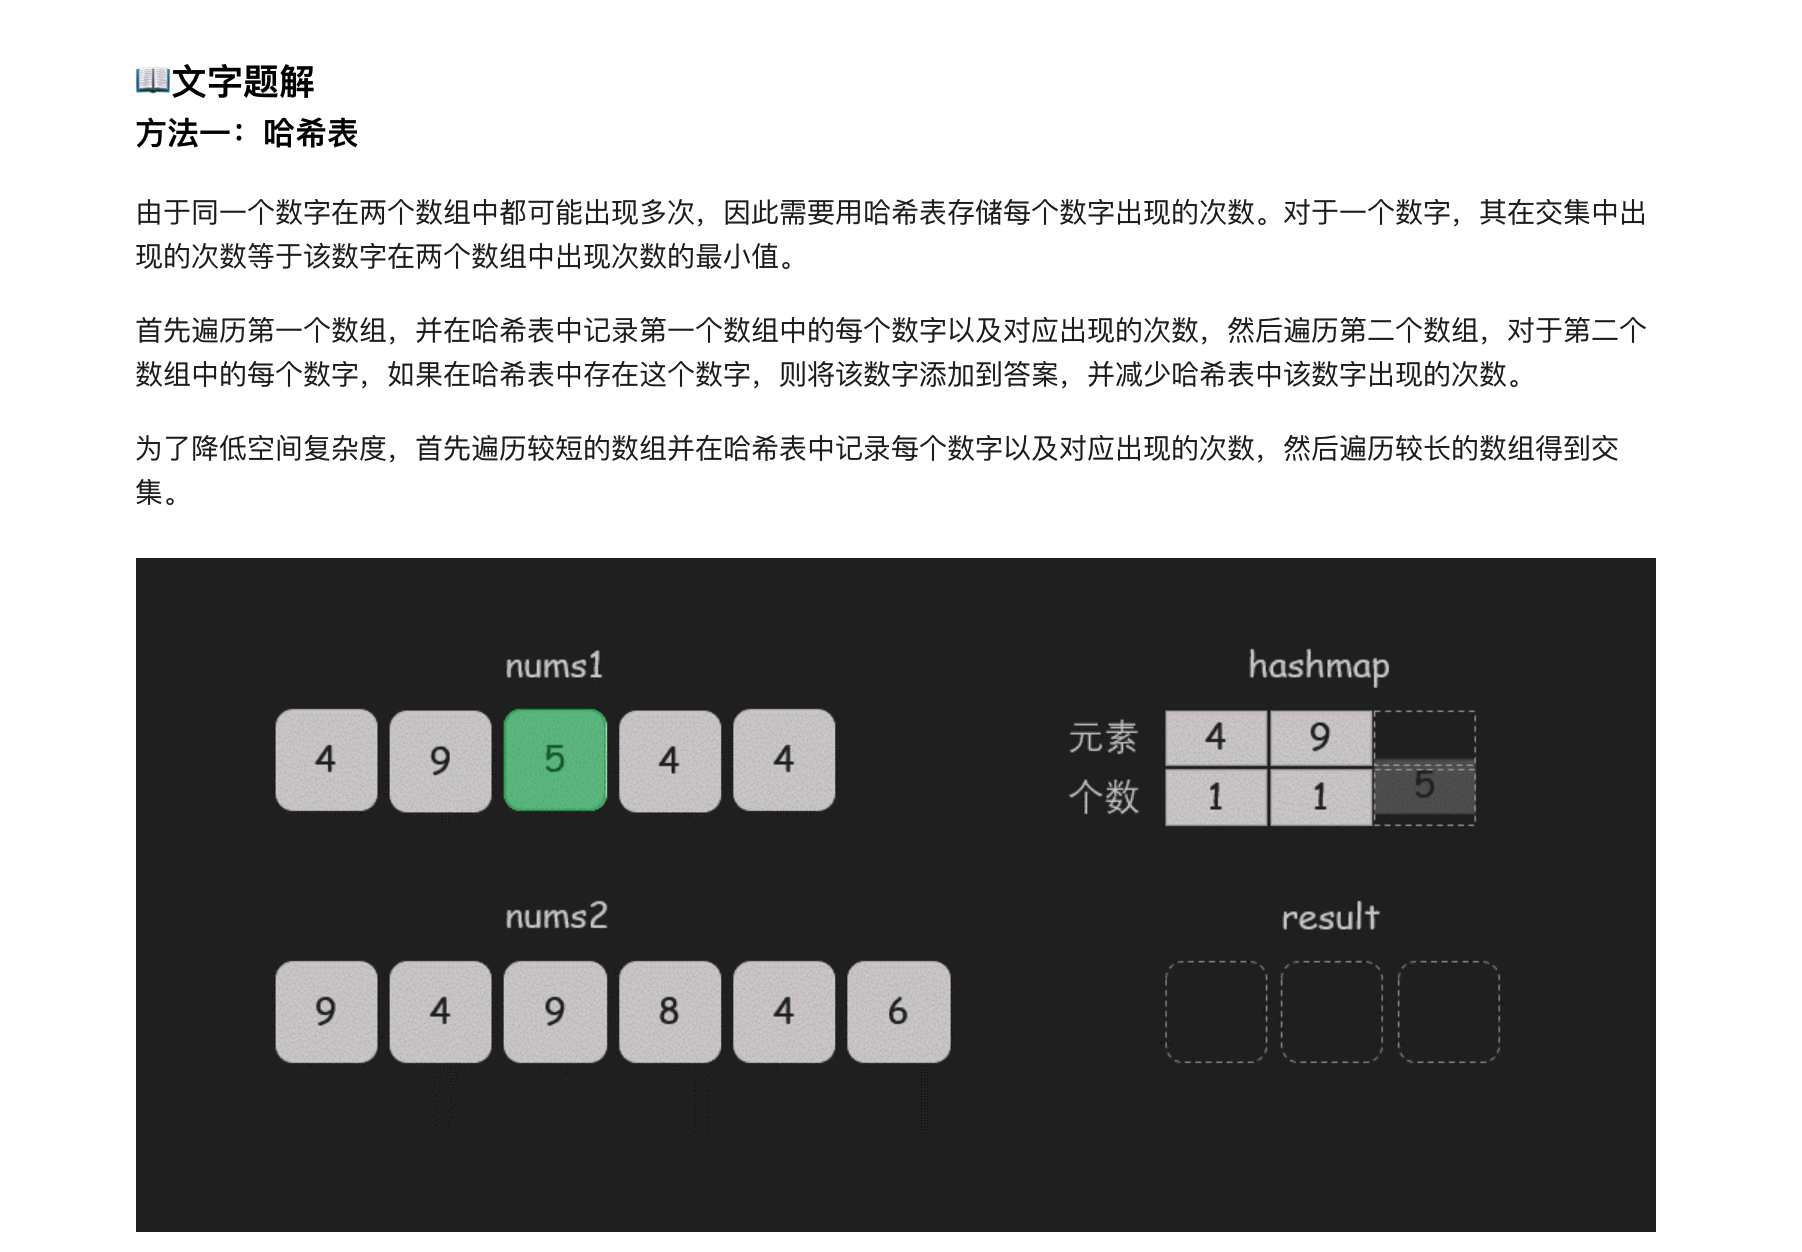 📖文字题解
方法一：哈希表
由于同一个数字在两个数组中都可能出现多次，因此需要用哈希表存储每个数字出现的次数。对于一个数字，其在交集中出
现的次数等于该数字在两个数组中出现次数的最小值。
首先遍历第一个数组，并在哈希表中记录第一个数组中的每个数字以及对应出现的次数，然后遍历第二个数组，对于第二个
数组中的每个数字，如果在哈希表中存在这个数字，则将该数字添加到答案，并减少哈希表中该数字出现的次数。
为了降低空间复杂度，首先遍历较短的数组并在哈希表中记录每个数字以及对应出现的次数，然后遍历较长的数组得到交
集。
nums1
4 9 5 4 4
hashmap
元素 4 9
5
个数 1 1
nums2
9 4 9 8 4 6
result